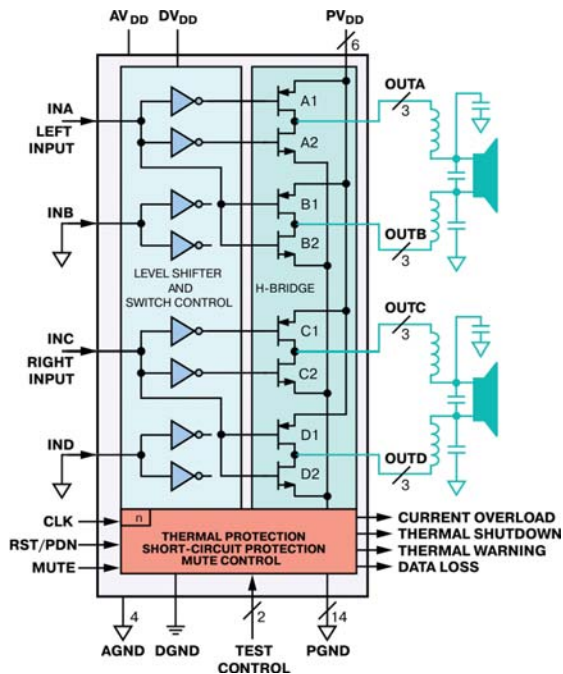 AVDD DVDD PVDD
6
INA
LEFT
INPUT
A1
A2
OUTA
3
INB
B1
B2
OUTB
3
LEVEL SHIFTER
AND
SWITCH CONTROL
H-BRIDGE
INC
RIGHT
INPUT
C1
C2
OUTC
3
IND
D1
D2
OUTD
3
CLK
n
RST/PDN
MUTE
THERMAL PROTECTION
SHORT-CIRCUIT PROTECTION
MUTE CONTROL
CURRENT OVERLOAD
THERMAL SHUTDOWN
THERMAL WARNING
DATA LOSS
4
2
14
AGND DGND TEST
CONTROL
PGND